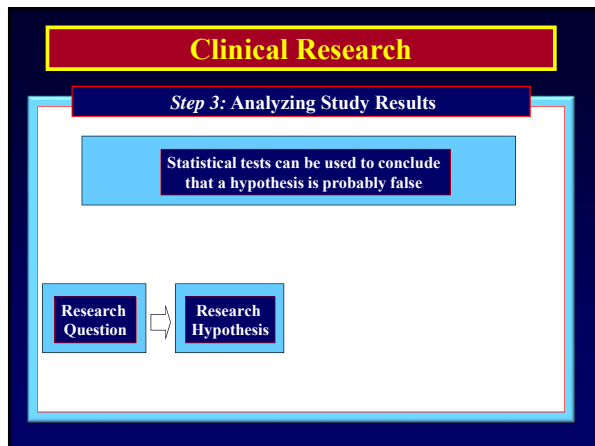 Clinical Research
Step 3: Analyzing Study Results
Statistical tests can be used to conclude
that a hypothesis is probably false
Research
Question
Research
Hypothesis